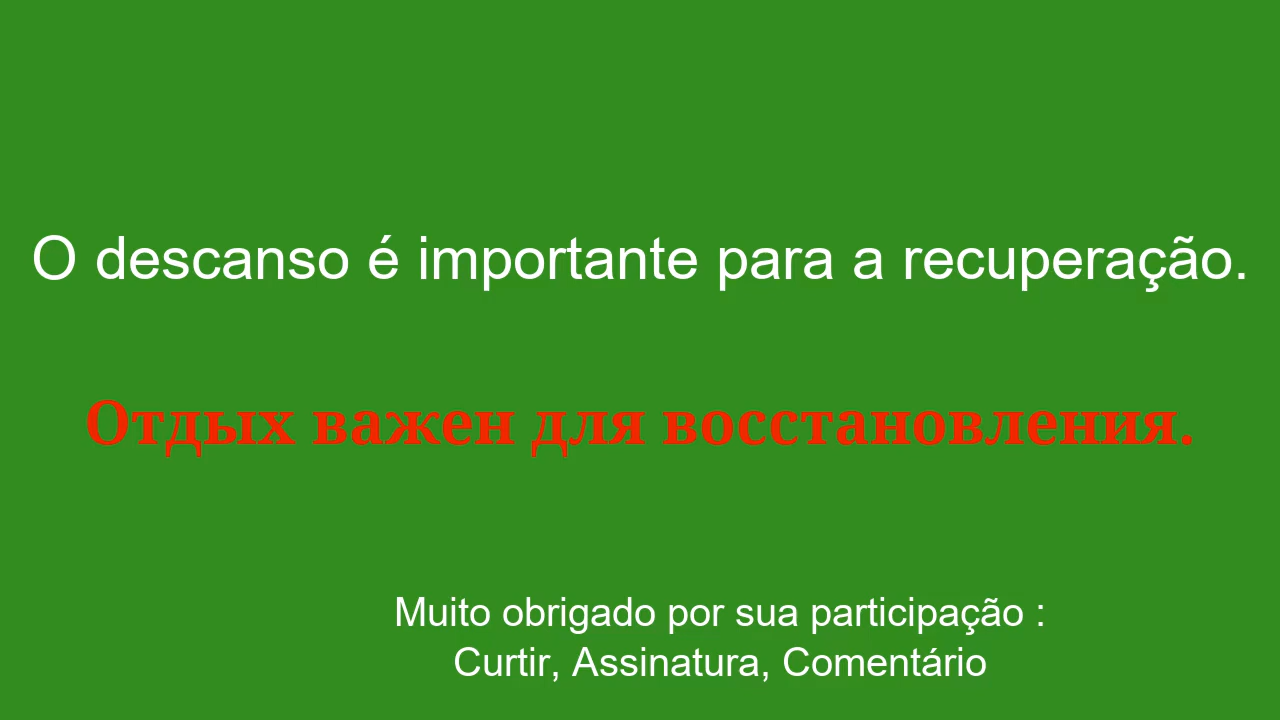 O descanso é importante para a recuperação.
Отдых важен для восстановления.
Muito obrigado por sua participação :
Curtir, Assinatura, Comentário